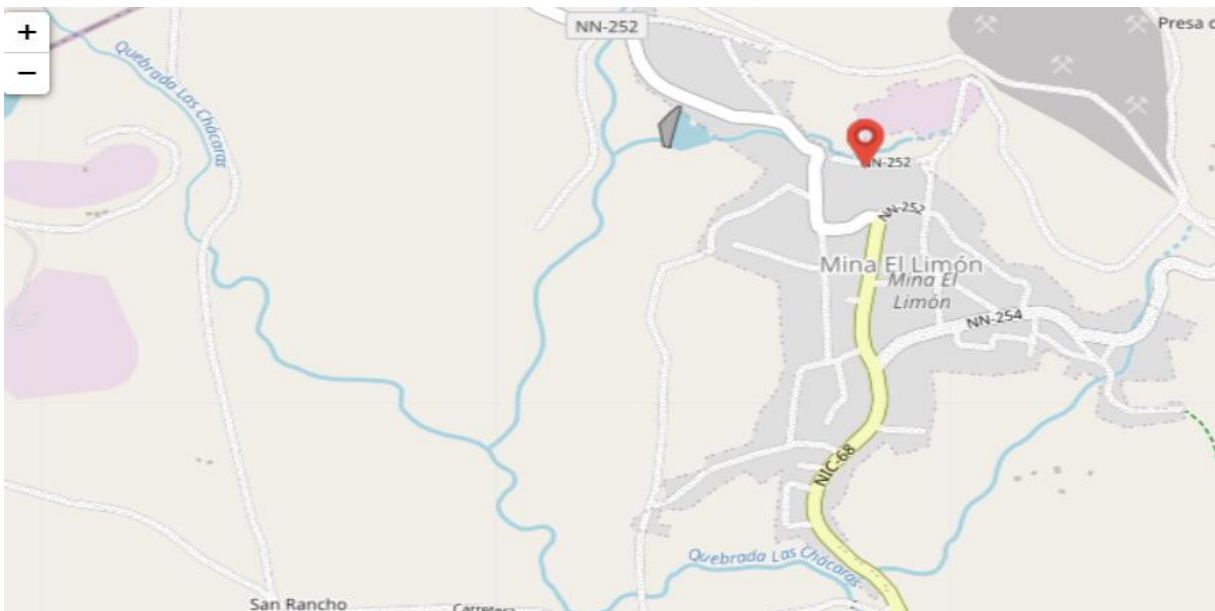 +
−
NN-252
Presa
Quebrada Las Chácaras
NN-252
NN-252
Mina El Limón
Mina El
Limón
NN-254
NIC-68
Quebrada Las Chácaras
San Rancho
Carretera